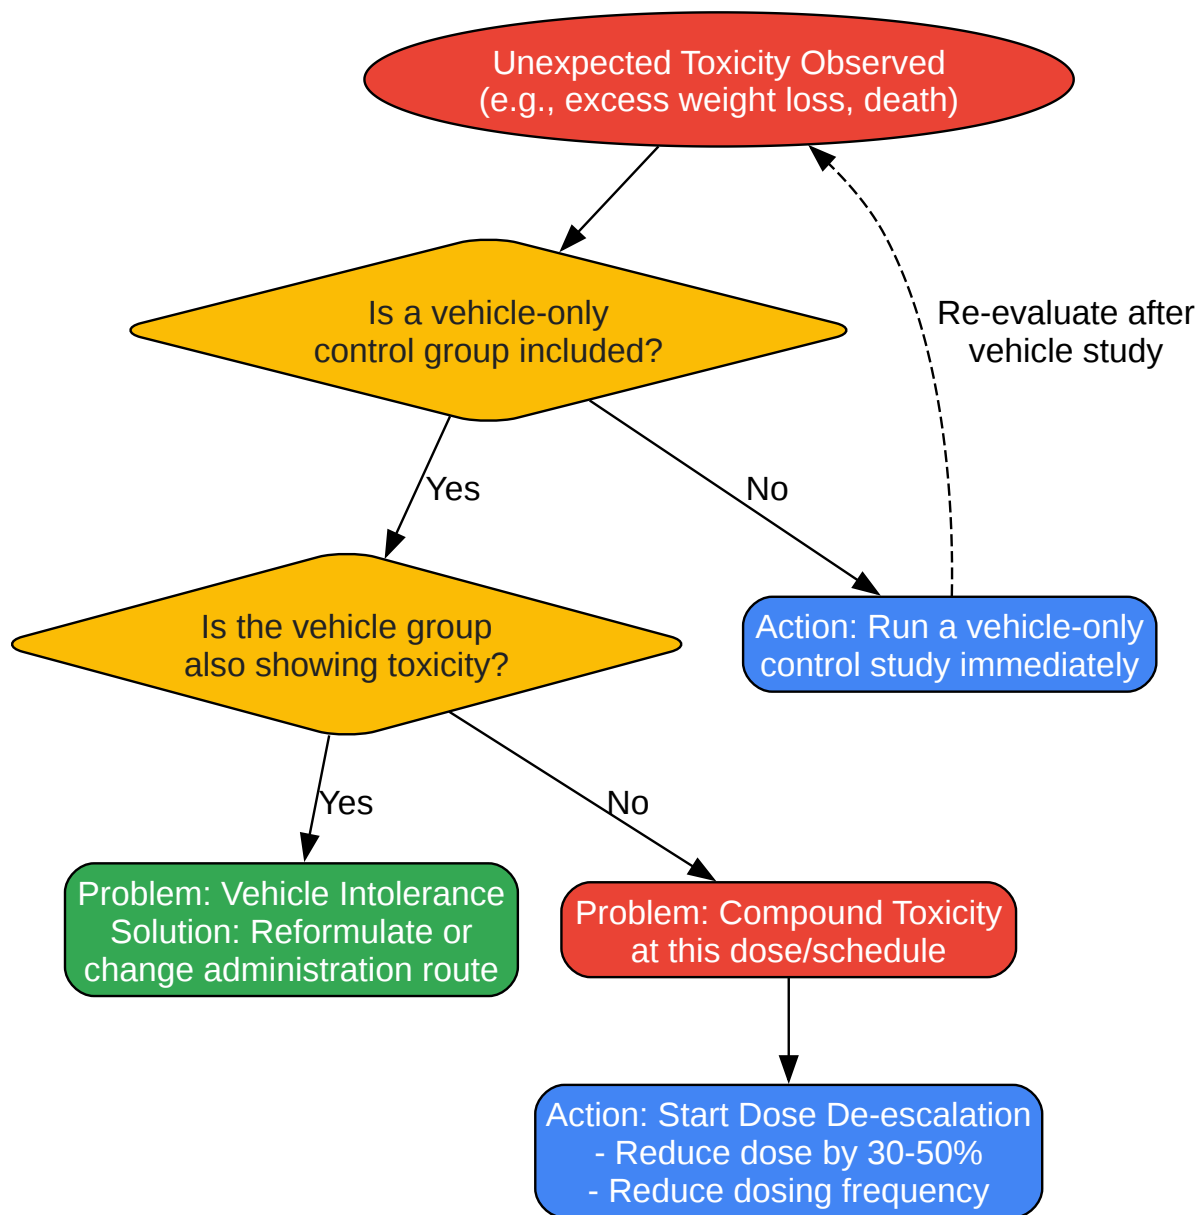 Unexpected Toxicity Observed
(e.g., excess weight loss, death)
Is a vehicle-only
control group included?
Re-evaluate after
vehicle study
Yes
No
Is the vehicle group
also showing toxicity?
Action: Run a vehicle-only
control study immediately
Yes
No
Problem: Vehicle Intolerance
Solution: Reformulate or
change administration route
Problem: Compound Toxicity
at this dose/schedule
Action: Start Dose De-escalation
- Reduce dose by 30-50%
- Reduce dosing frequency